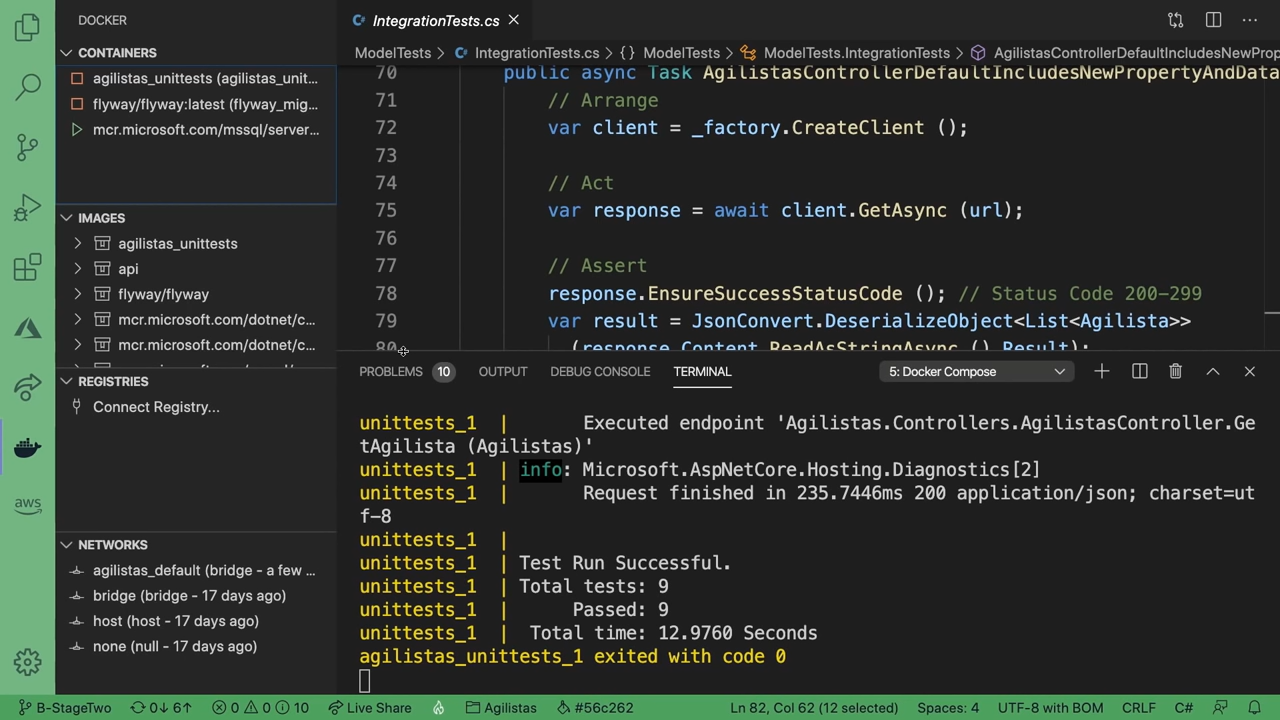 DOCKER
CONTAINERS
agilistas_unittests (agilistas_unit...
flyway/flyway:latest (flyway_mig...
mcr.microsoft.com/mssql/server...
IMAGES
agilistas_unittests
api
flyway/flyway
mcr.microsoft.com/dotnet/c...
mcr.microsoft.com/dotnet/c...
REGISTRIES
Connect Registry...
NETWORKS
agilistas_default (bridge - a few ...
bridge (bridge - 17 days ago)
host (host - 17 days ago)
none (null - 17 days ago)
aws
IntegrationTests.cs
ModelTests > IntegrationTests.cs > {} ModelTests > ModelTests.IntegrationTests > AgilistasControllerDefaultIncludesNewProp
70 public async Task AgilistasControllerDefaultIncludesNewPropertyAndData
71 // Arrange
72 var client = _factory.CreateClient ();
73
74 // Act
75 var response = await client.GetAsync (url);
76
77 // Assert
78 response.EnsureSuccessStatusCode (); // Status Code 200-299
79 var result = JsonConvert.DeserializeObject<List<Agilista>>
80 (response.Content.ReadAsStringAsync ().Result);
PROBLEMS 10 OUTPUT DEBUG CONSOLE TERMINAL 5: Docker Compose
unittests_1 | Executed endpoint 'Agilistas.Controllers.AgilistasController.Ge
tAgilista (Agilistas)'
unittests_1 | info: Microsoft.AspNetCore.Hosting.Diagnostics[2]
unittests_1 | Request finished in 235.7446ms 200 application/json; charset=ut
f-8
unittests_1 |
unittests_1 | Test Run Successful.
unittests_1 | Total tests: 9
unittests_1 | Passed: 9
unittests_1 | Total time: 12.9760 Seconds
agilistas_unittests_1 exited with code 0
B-StageTwo 0↓ 6↑ 0 0 10 Live Share Agilistas #56c262 Ln 82, Col 62 (12 selected) Spaces: 4 UTF-8 with BOM CRLF C#